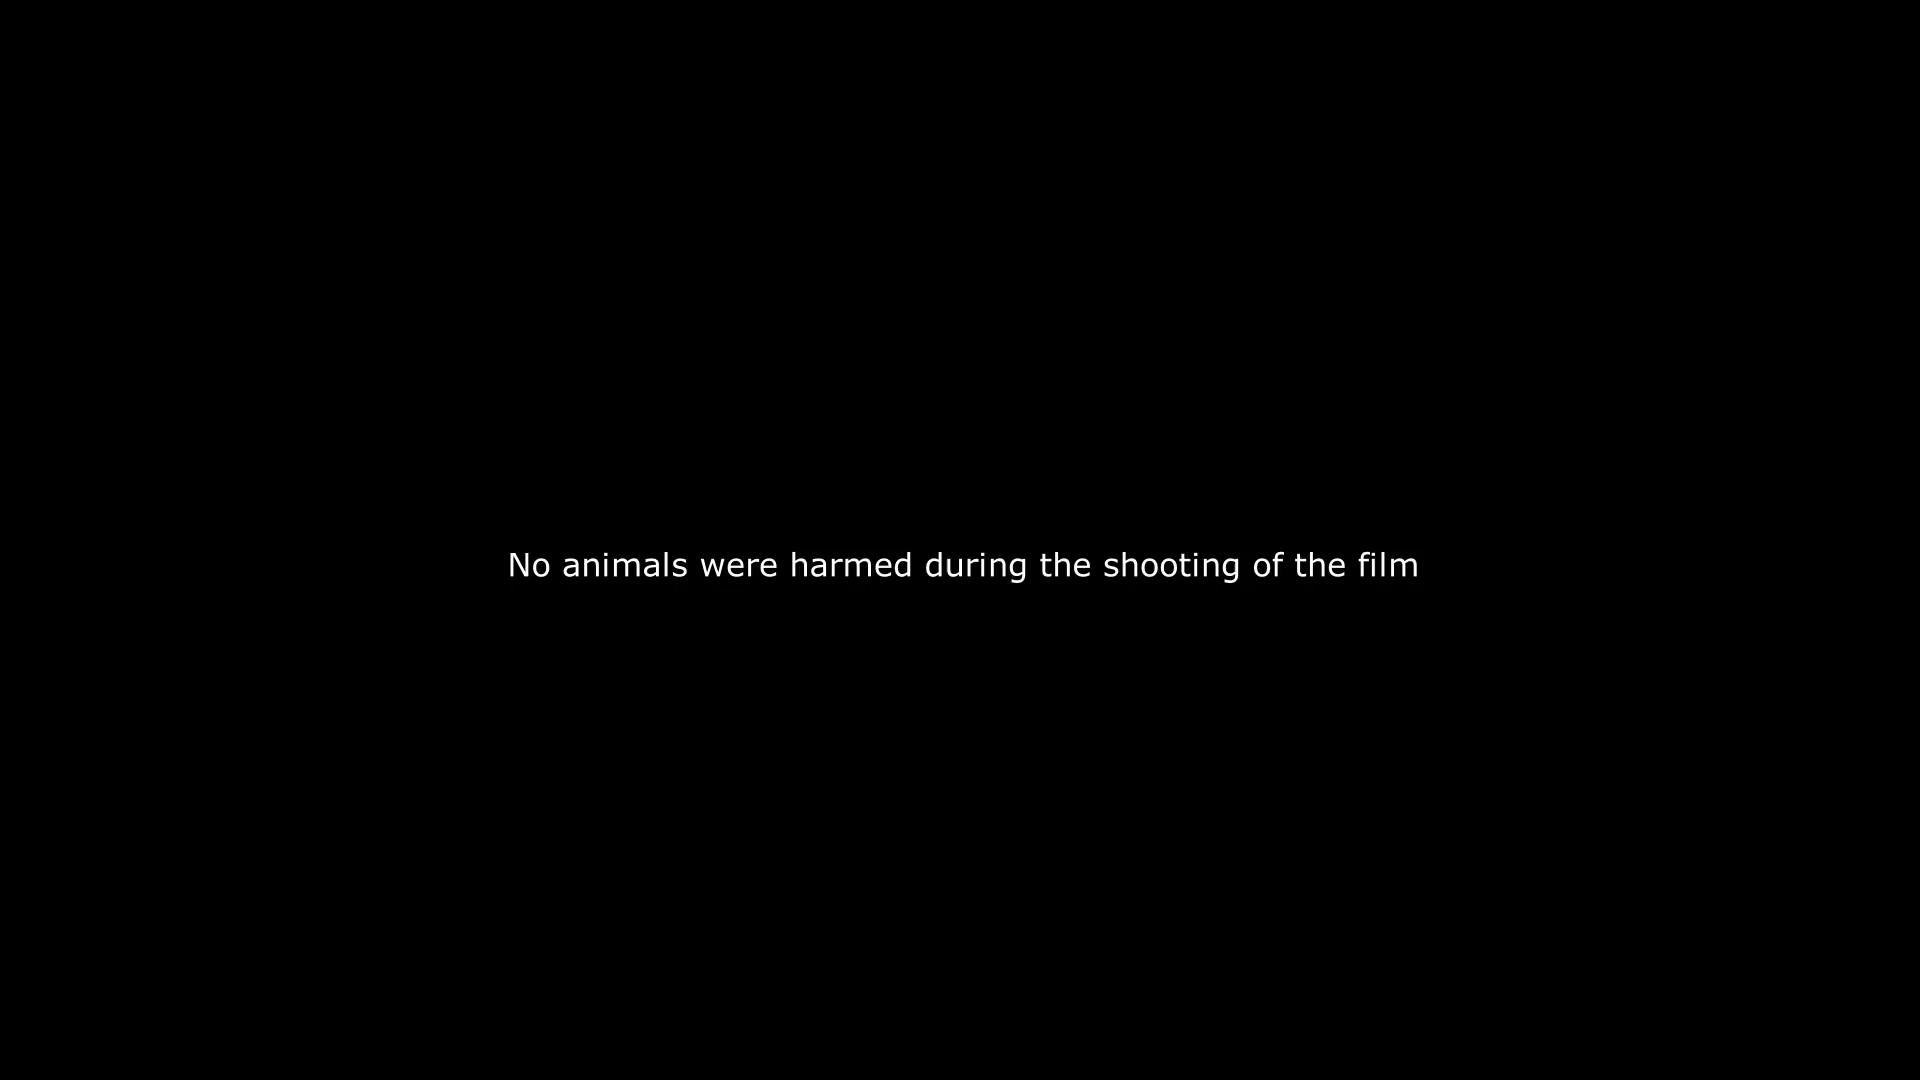 No animals were harmed during the shooting of the film